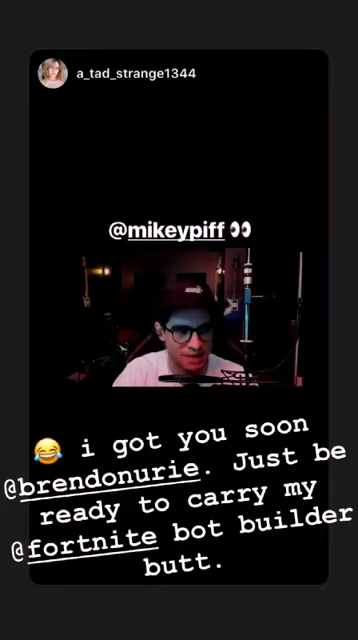 a_tad_strange1344
@mikeypiff 👀
😂 i got you soon
@brendonurie. Just be
ready to carry my
@fortnite bot builder
butt.